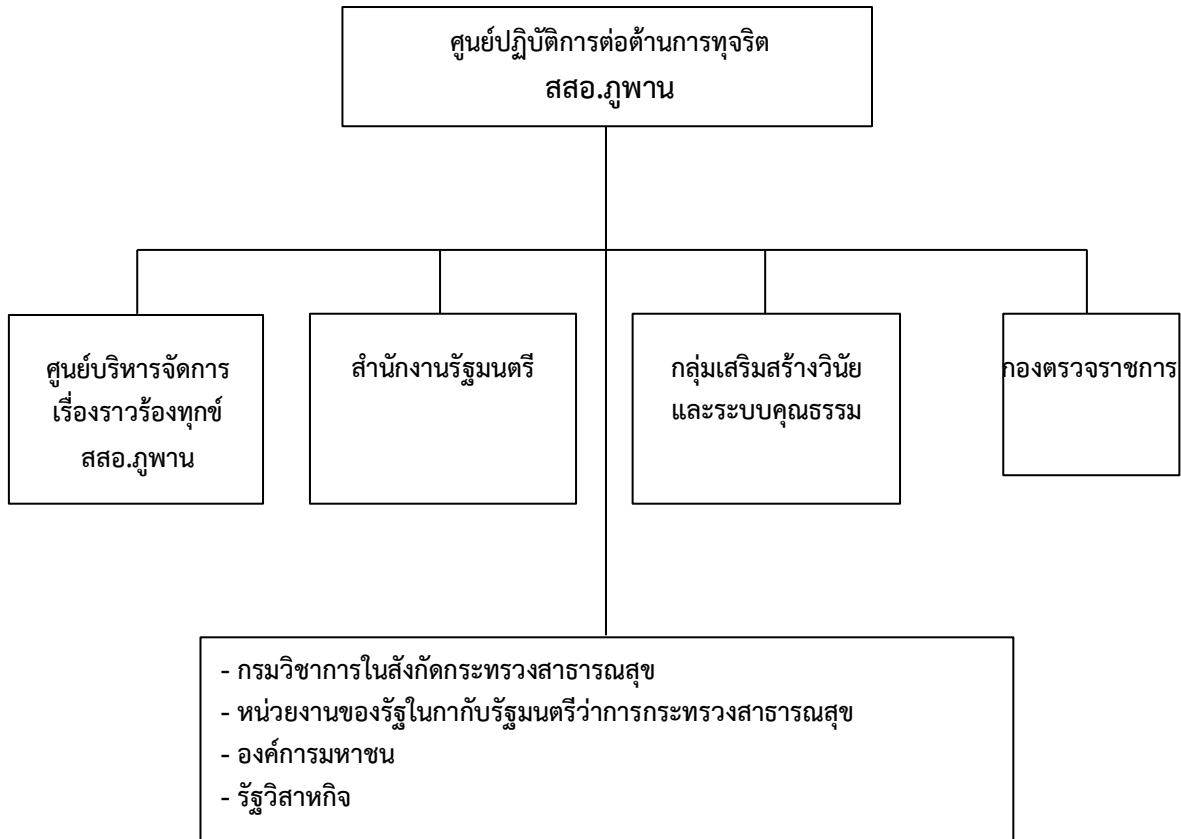 ศูนย์ปฏิบัติการต่อต้านการทุจริต
สสอ.ภูพาน
ศูนย์บริหารจัดการ
เรื่องราวร้องทุกข์
สสอ.ภูพาน
สำนักงานรัฐมนตรี
กลุ่มเสริมสร้างวินัย
และระบบคุณธรรม
กองตรวจราชการ
- กรมวิชาการในสังกัดกระทรวงสาธารณสุข
- หน่วยงานของรัฐในกากับรัฐมนตรีว่าการกระทรวงสาธารณสุข
- องค์การมหาชน
- รัฐวิสาหกิจ